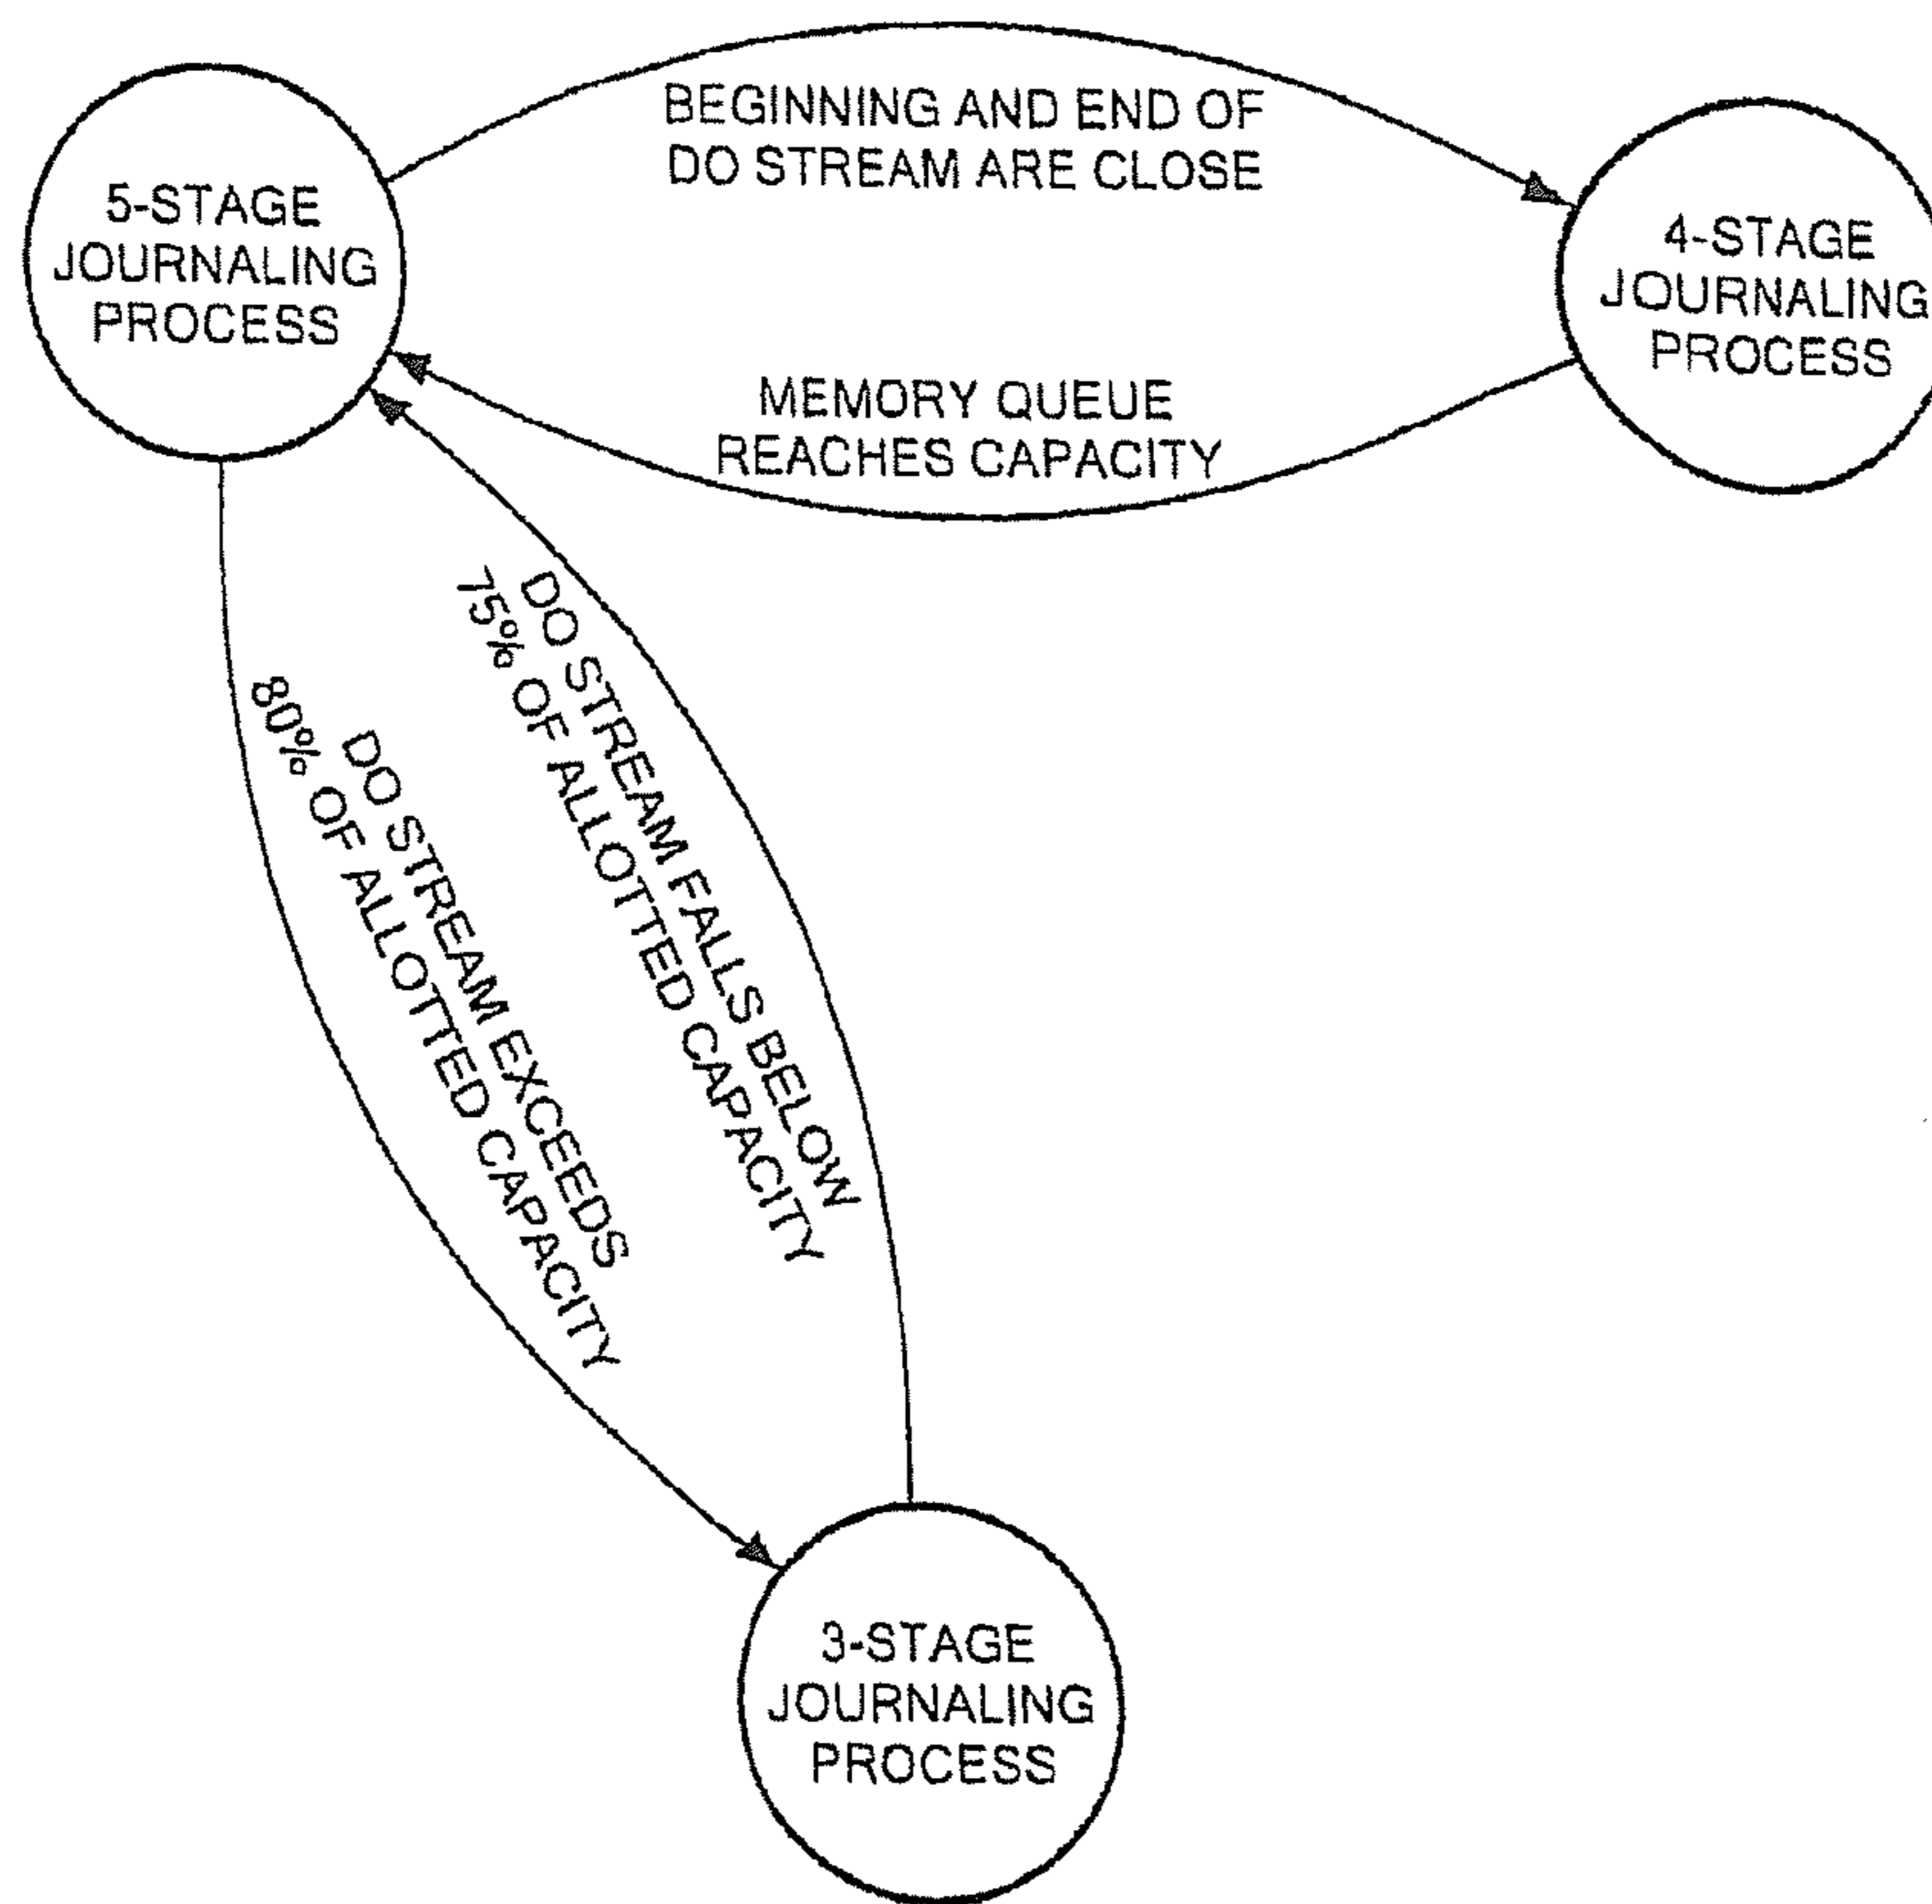 BEGINNING AND END OF
DO STREAM ARE CLOSE
5-STAGE
JOURNALING
PROCESS
4-STAGE
JOURNALING
PROCESS
MEMORY QUEUE
REACHES CAPACITY
DO STREAM FALLS BELOW
75% OF ALLOTTED CAPACITY
DO STREAM EXCEEDS
80% OF ALLOTTED CAPACITY
3-STAGE
JOURNALING
PROCESS